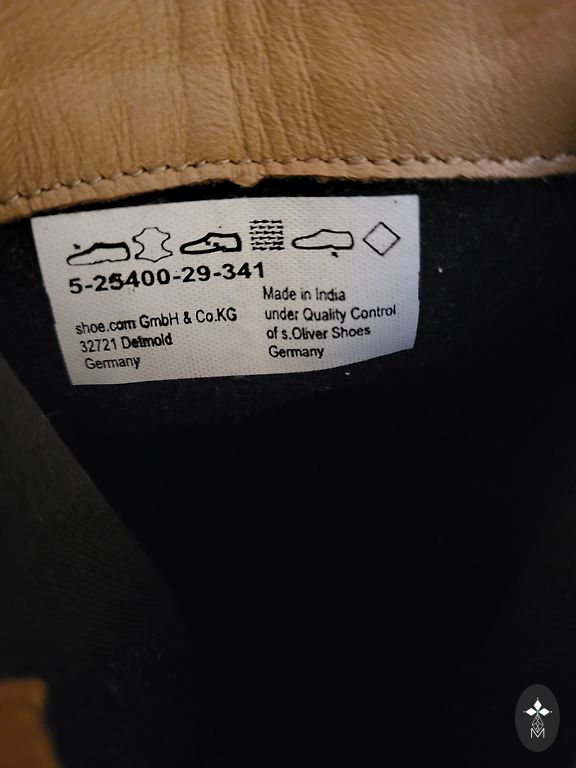 5-25400-29-341
shoe.com GmbH & Co.KG
32721 Detmold
Germany
Made in India
under Quality Control
of s.Oliver Shoes
Germany
M